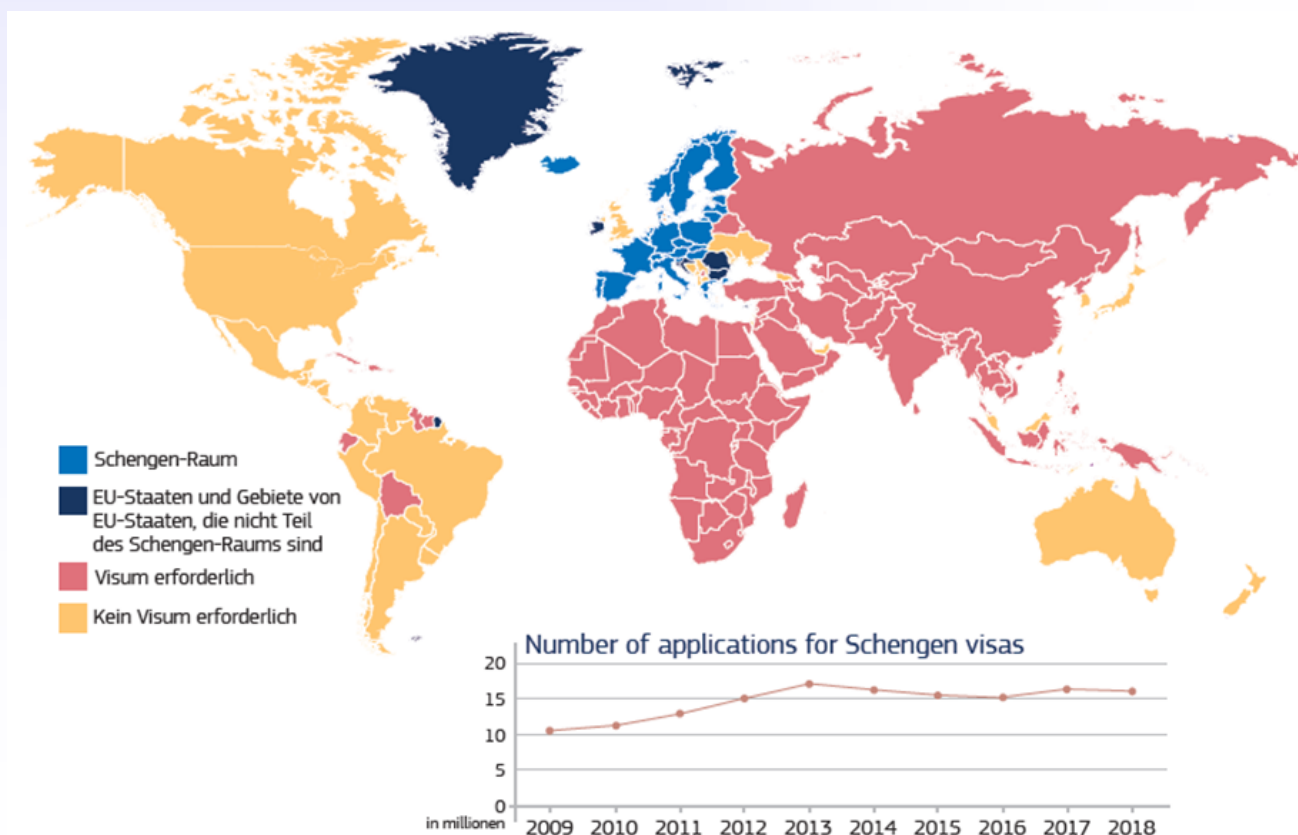 Schengen-Raum
EU-Staaten und Gebiete von
EU-Staaten, die nicht Teil
des Schengen-Raums sind
Visum erforderlich
Kein Visum erforderlich
Number of applications for Schengen visas
20
15
10
5
0
in millionen
2009 2010 2011 2012 2013 2014 2015 2016 2017 2018